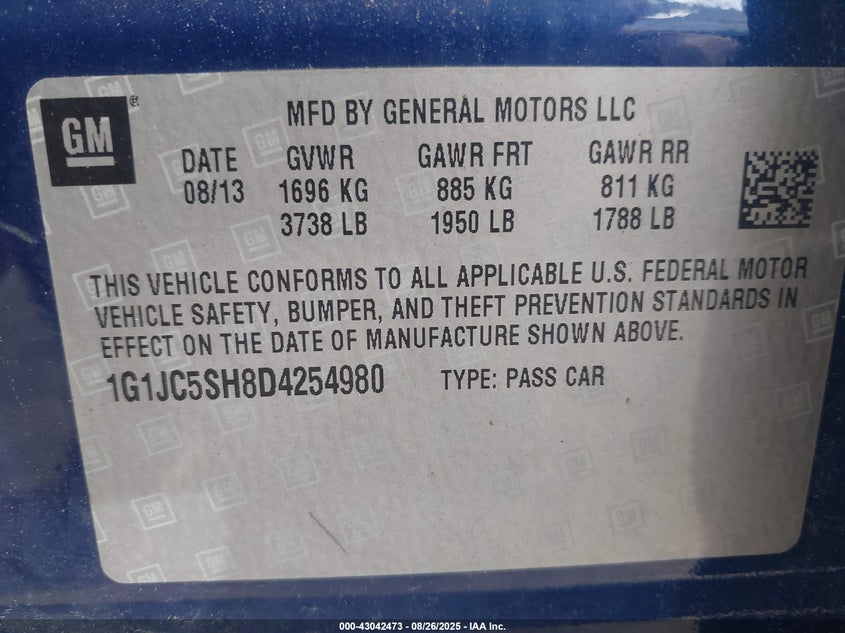 GM ®
MFD BY GENERAL MOTORS LLC
DATE GVWR GAWR FRT GAWR RR
08/13 1696 KG 885 KG 811 KG
3738 LB 1950 LB 1788 LB
THIS VEHICLE CONFORMS TO ALL APPLICABLE U.S. FEDERAL MOTOR
VEHICLE SAFETY, BUMPER, AND THEFT PREVENTION STANDARDS IN
EFFECT ON THE DATE OF MANUFACTURE SHOWN ABOVE.
1G1JC5SH8D4254980 TYPE: PASS CAR
000-43042473 - 08/26/2025 - IAA Inc.